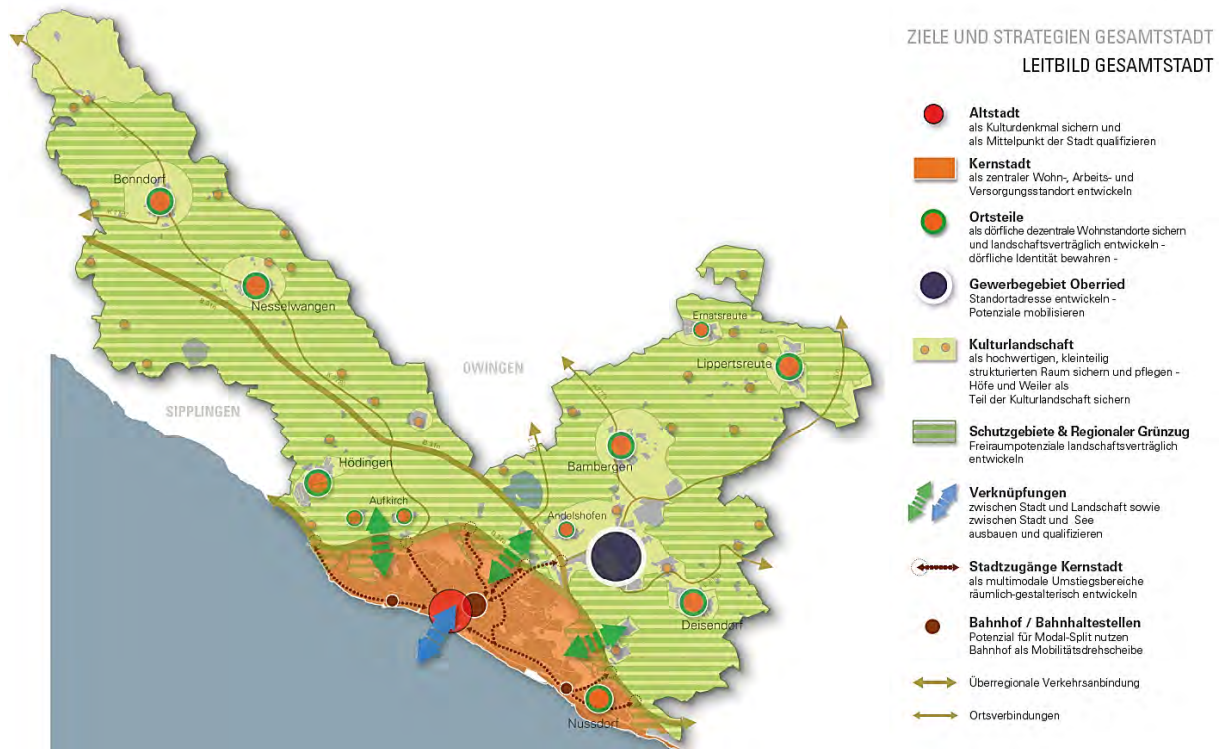 ZIELE UND STRATEGIEN GESAMTSTADT
LEITBILD GESAMTSTADT
Altstadt
als Kulturdenkmal sichern und
als Mittelpunkt der Stadt qualifizieren
Kernstadt
als zentraler Wohn-, Arbeits- und
Versorgungsstandort entwickeln
Ortsteile
als dörfliche dezentrale Wohnstandorte sichern
und landschaftsverträglich entwickeln -
dörfliche Identität bewahren -
Gewerbegebiet Oberried
Standortadresse entwickeln -
Potenziale mobilisieren
Kulturlandschaft
als hochwertigen, kleinteilig
strukturierten Raum sichern und pflegen -
Höfe und Weiler als
Teil der Kulturlandschaft sichern
Schutzgebiete & Regionaler Grünzug
Freiraumpotenziale landschaftsverträglich
entwickeln
Verknüpfungen
zwischen Stadt und Landschaft sowie
zwischen Stadt und See
ausbauen und qualifizieren
Stadtzugänge Kernstadt
als multimodale Umstiegsbereiche
räumlich-gestalterisch entwickeln
Bahnhof / Bahnhaltestellen
Potenzial für Modal-Split nutzen
Bahnhof als Mobilitätsdrehscheibe
Überregionale Verkehrsanbindung
Ortsverbindungen
Bonndorf
Nesselwangen
Ernatsreute
Lippertsreute
OWINGEN
SIPPLINGEN
Hödingen
Bambergen
Aufkirch
Andelshofen
Deisendorf
Nussdorf